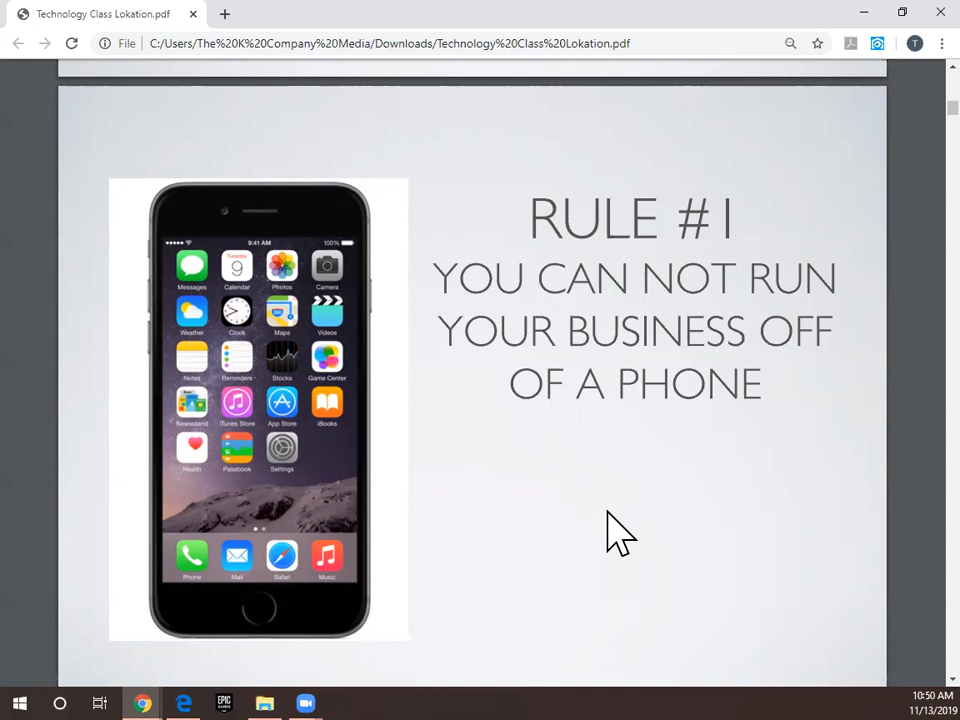 Technology Class Lokation.pdf
File C:/Users/The%20K%20Company%20Media/Downloads/Technology%20Class%20Lokation.pdf
T
RULE #1
YOU CAN NOT RUN
YOUR BUSINESS OFF
OF A PHONE
9:41 AM 100%
Tuesday
9
Messages Calendar Photos Camera
Weather Clock Maps Videos
Notes Reminders Stocks Game Center
Newsstand iTunes Store App Store iBooks
Health Passbook Settings
Phone Mail Safari Music
EPIC
GAMES
10:50 AM
11/13/2019